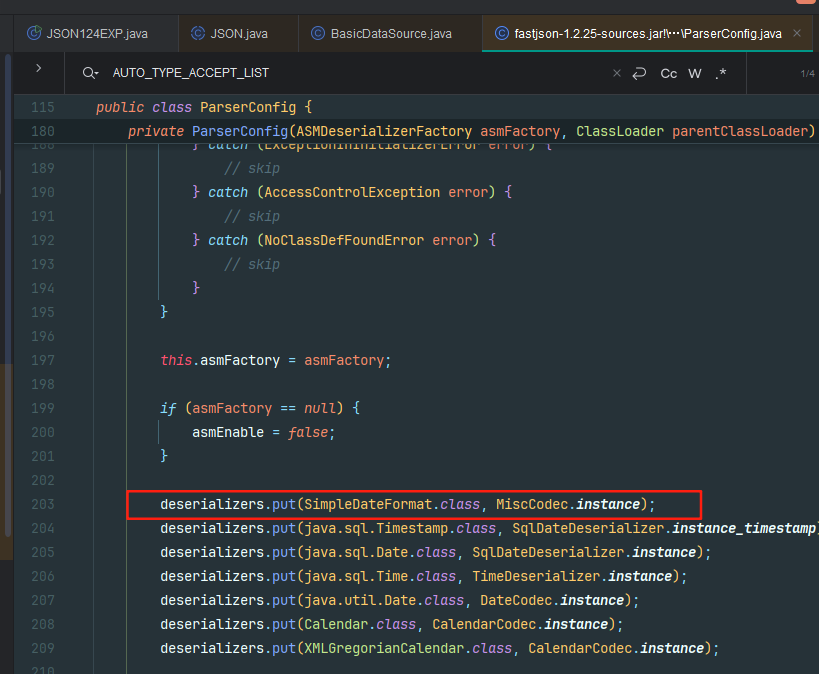 JSON124EXP.java JSON.java BasicDataSource.java fastjson-1.2.25-sources.jar!\···\ParserConfig.java ×
> AUTO_TYPE_ACCEPT_LIST × Cc W .* 1/4
115 public class ParserConfig {
180 private ParserConfig(ASMDeserializerFactory asmFactory, ClassLoader parentClassLoader)
188 } catch (ExceptionInInitializerError error) {
189 // skip
190 } catch (AccessControlException error) {
191 // skip
192 } catch (NoClassDefFoundError error) {
193 // skip
194 }
195 }
196
197 this.asmFactory = asmFactory;
198
199 if (asmFactory == null) {
200 asmEnable = false;
201 }
202
203 deserializers.put(SimpleDateFormat.class, MiscCodec.instance);
204 deserializers.put(java.sql.Timestamp.class, SqlDateDeserializer.instance_timestamp)
205 deserializers.put(java.sql.Date.class, SqlDateDeserializer.instance);
206 deserializers.put(java.sql.Time.class, TimeDeserializer.instance);
207 deserializers.put(java.util.Date.class, DateCodec.instance);
208 deserializers.put(Calendar.class, CalendarCodec.instance);
209 deserializers.put(XMLGregorianCalendar.class, CalendarCodec.instance);
210